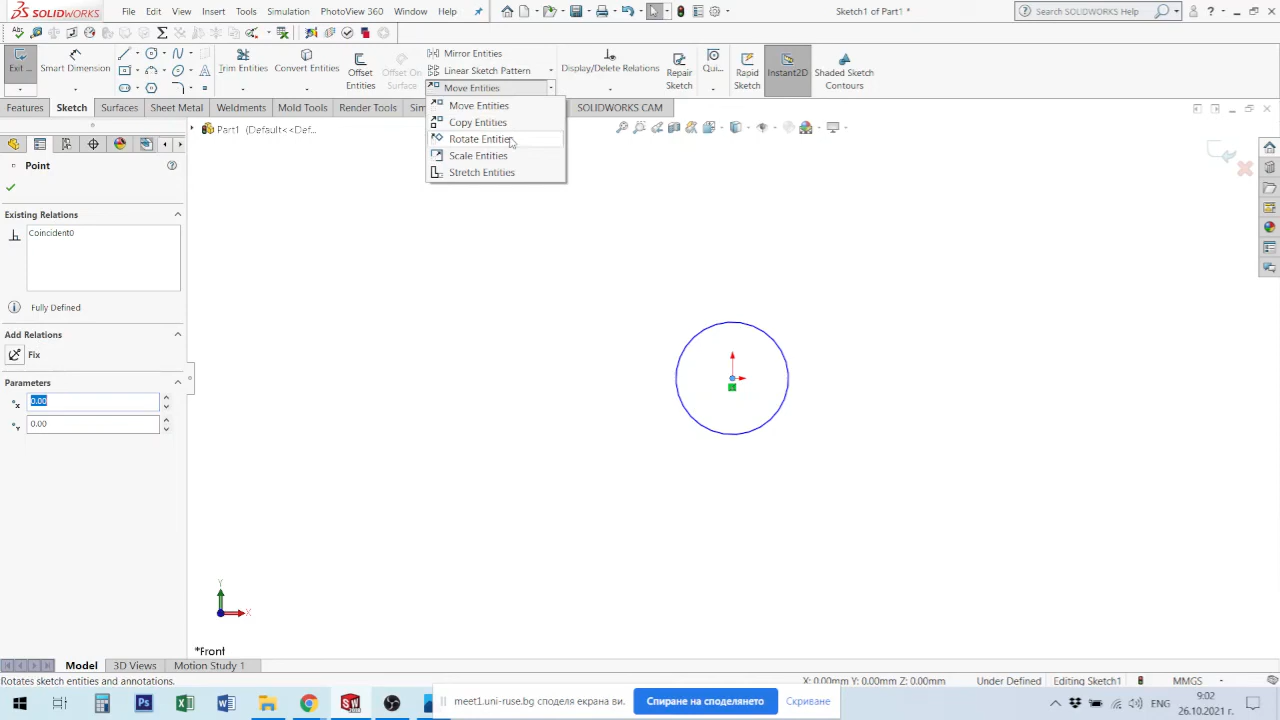 SOLIDWORKS
File Edit View Insert Tools Simulation PhotoView 360 Window Help
Sketch1 of Part1 *
Search SOLIDWORKS Help
Exit ...
Smart Dimension
Trim Entities
Convert Entities
Offset Entities
Offset On Surface
Mirror Entities
Linear Sketch Pattern
Move Entities
Display/Delete Relations
Repair Sketch
Qui...
Rapid Sketch
Instant2D
Shaded Sketch Contours
Move Entities
Copy Entities
Rotate Entities
Scale Entities
Stretch Entities
Features Sketch Surfaces Sheet Metal Weldments Mold Tools Render Tools Sim SOLIDWORKS CAM
Part1 (Default<<Def...
Point
Existing Relations
Coincident0
Fully Defined
Add Relations
Fix
Parameters
0.00
0.00
Y
X
*Front
Model 3D Views Motion Study 1
Rotates sketch entities and annotations.
X: 0.00mm Y: 0.00mm Z: 0.00mm Under Defined Editing Sketch1 MMGS
meet1.uni-ruse.bg споделя екрана ви. Спиране на споделянето Скриване
ENG 9:02
26.10.2021 г.